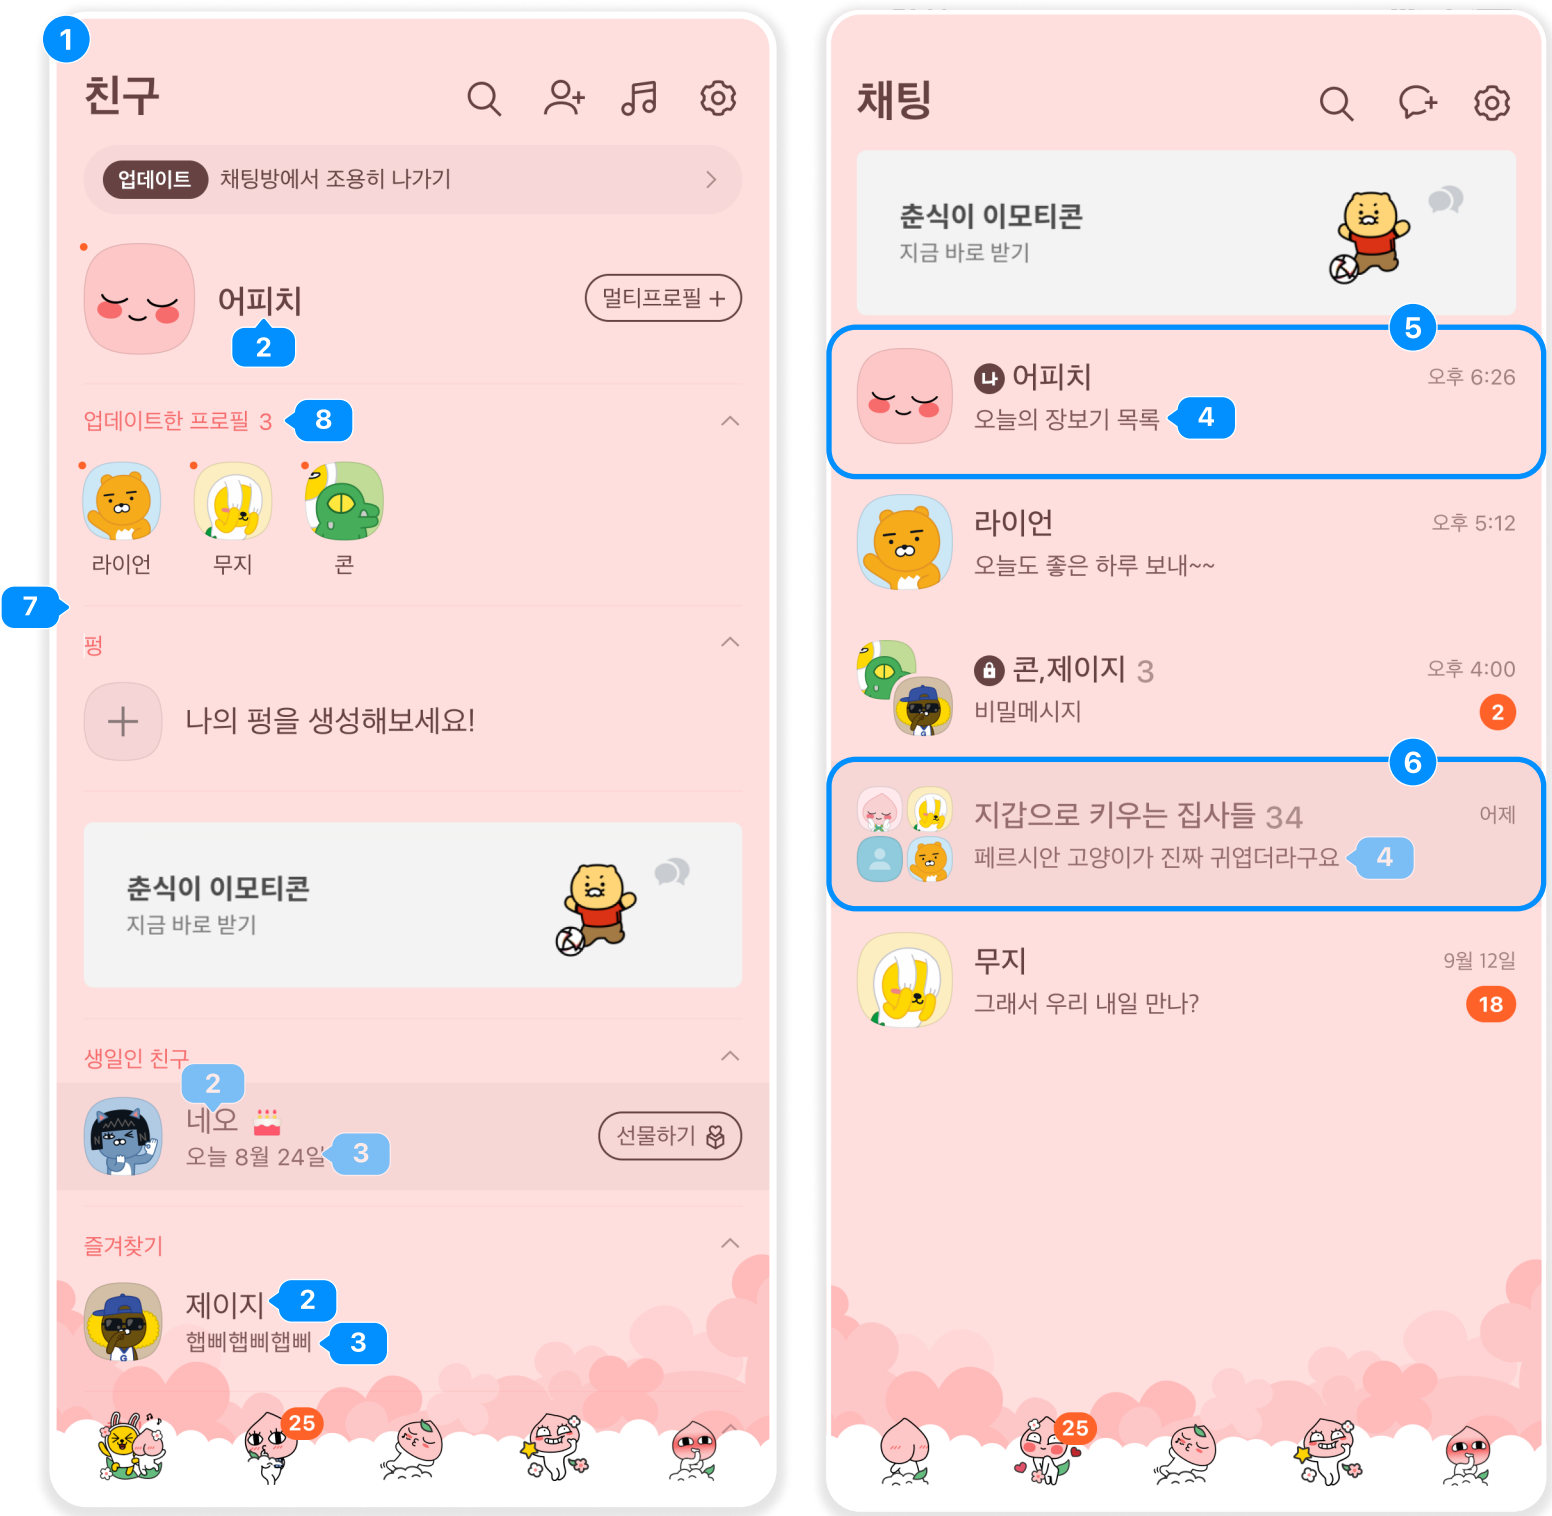 1
친구
업데이트 채팅방에서 조용히 나가기
어피치
멀티프로필 +
2
업데이트한 프로필 3
8
라이언 무지 콘
7
펑
나의 펑을 생성해보세요!
춘식이 이모티콘
지금 바로 받기
생일인 친구
2
네오
오늘 8월 24일
3
선물하기
즐겨찾기
제이지
2
햅삐햅삐햅삐
3
25
채팅
춘식이 이모티콘
지금 바로 받기
5
나 어피치
오후 6:26
오늘의 장보기 목록
4
라이언
오후 5:12
오늘도 좋은 하루 보내~~
콘,제이지 3
오후 4:00
비밀메시지
2
6
지갑으로 키우는 집사들 34
어제
페르시안 고양이가 진짜 귀엽더라구요
4
무지
9월 12일
그래서 우리 내일 만나?
18
25